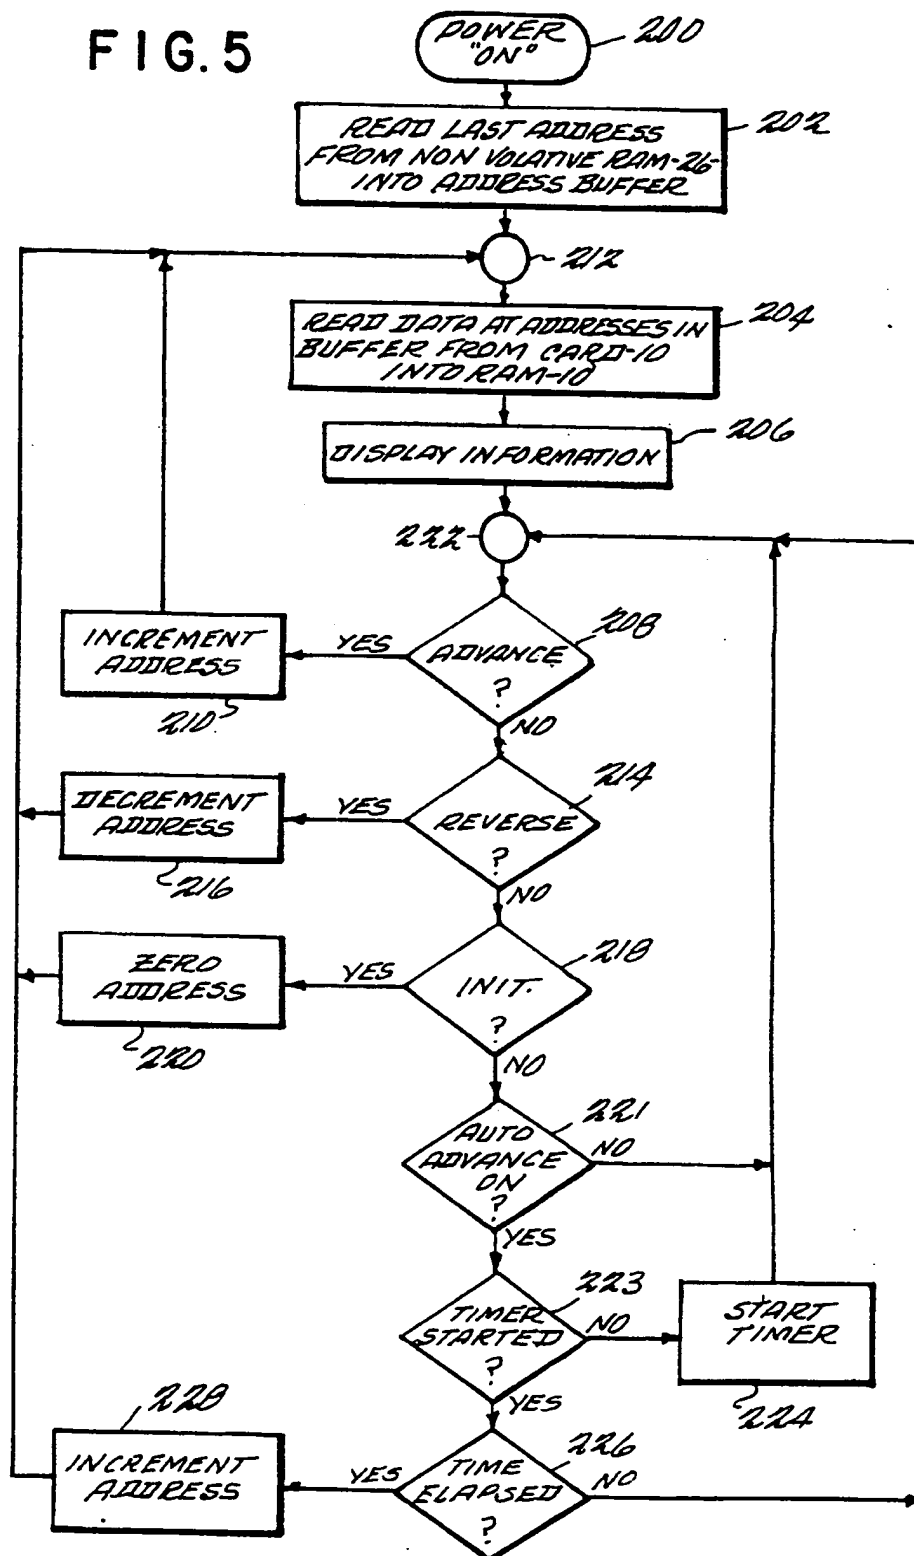 FIG. 5
POWER
"ON"
200
READ LAST ADDRESS
FROM NON VOLATIVE RAM-26-
INTO ADDRESS BUFFER
202
212
READ DATA AT ADDRESSES IN
BUFFER FROM CARD-10
INTO RAM-10
204
DISPLAY INFORMATION
206
222
ADVANCE
?
208
YES
NO
INCREMENT
ADDRESS
210
REVERSE
?
214
YES
NO
DECREMENT
ADDRESS
216
INIT.
?
218
YES
NO
ZERO
ADDRESS
220
AUTO
ADVANCE
ON
?
221
NO
YES
TIMER
STARTED
?
223
NO
YES
START
TIMER
224
TIME
ELAPSED
?
226
NO
YES
INCREMENT
ADDRESS
228